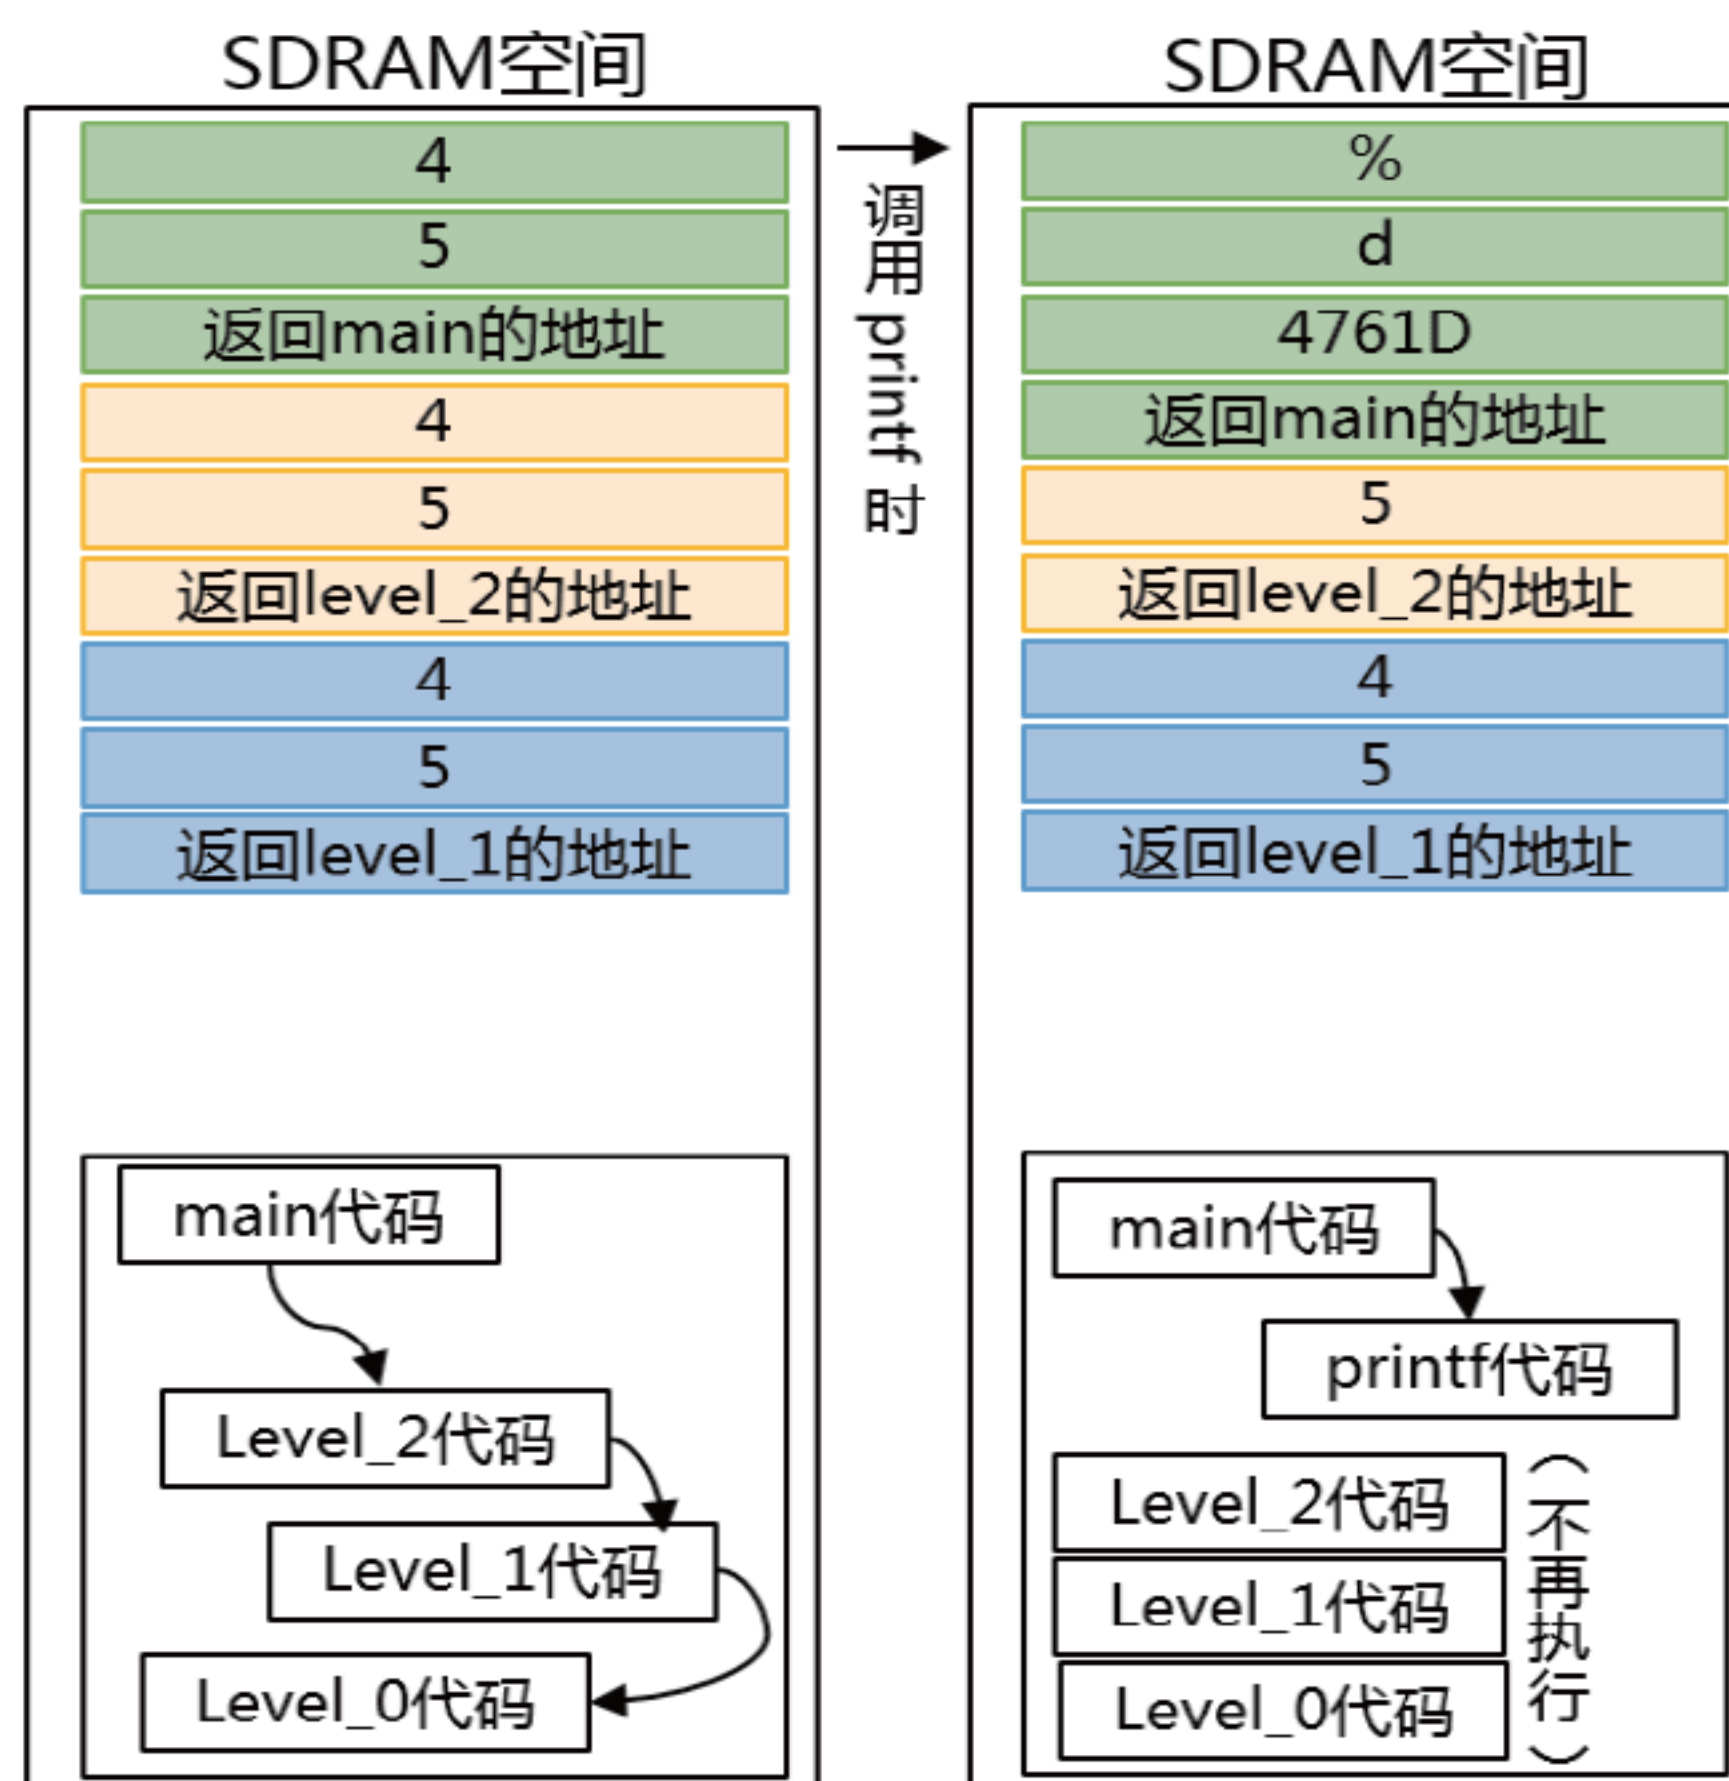 SDRAM空间
4
5
返回main的地址
4
5
返回level_2的地址
4
5
返回level_1的地址
main代码
Level_2代码
Level_1代码
Level_0代码
调用 printf 时
SDRAM空间
%
d
4761D
返回main的地址
5
返回level_2的地址
4
5
返回level_1的地址
main代码
printf代码
Level_2代码
Level_1代码
Level_0代码
（不再执行）